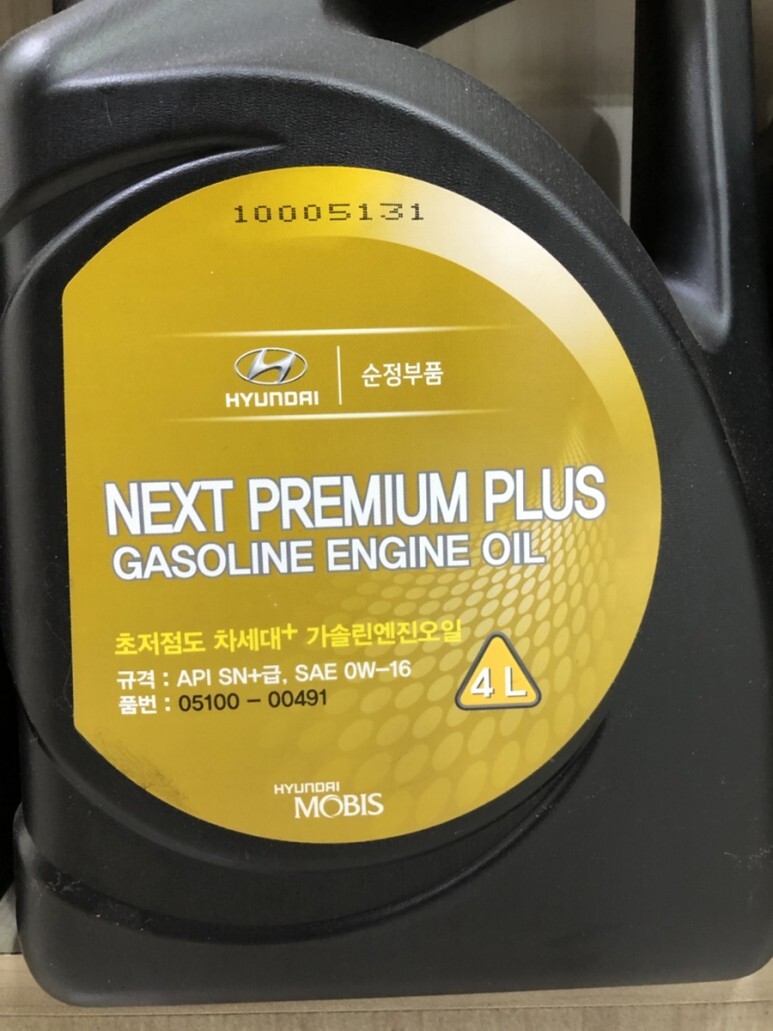 10005131
HYUNDAI 순정부품
NEXT PREMIUM PLUS
GASOLINE ENGINE OIL
초저점도 차세대+ 가솔린엔진오일
규격 : API SN+급, SAE 0W-16
품번 : 05100 - 00491
4 L
HYUNDAI
MOBIS